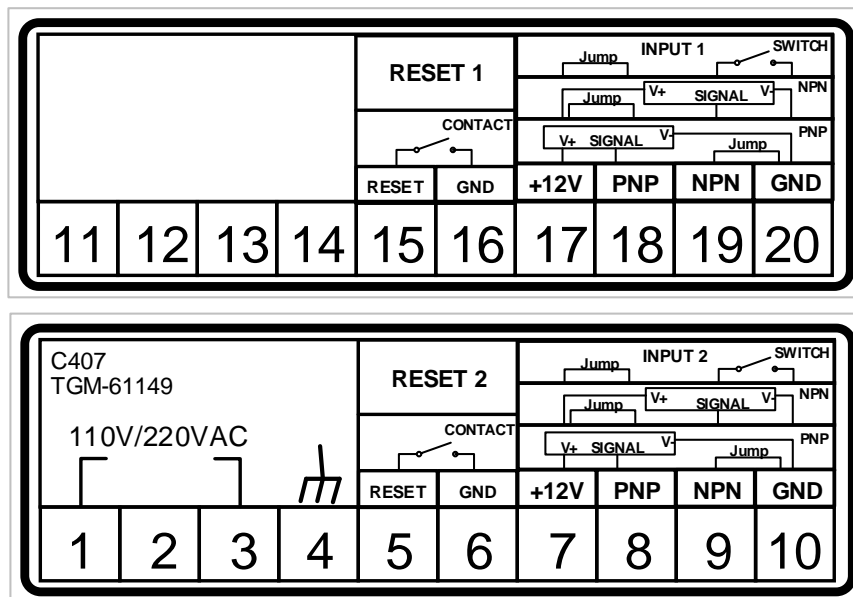 RESET 1
CONTACT
RESET GND
INPUT 1
Jump SWITCH
V+ SIGNAL V- NPN
Jump
V+ SIGNAL V- PNP
Jump
+12V PNP NPN GND
11 12 13 14 15 16 17 18 19 20
C407
TGM-61149
110V/220VAC
RESET 2
CONTACT
RESET GND
INPUT 2
Jump SWITCH
V+ SIGNAL V- NPN
Jump
V+ SIGNAL V- PNP
Jump
+12V PNP NPN GND
1 2 3 4 5 6 7 8 9 10